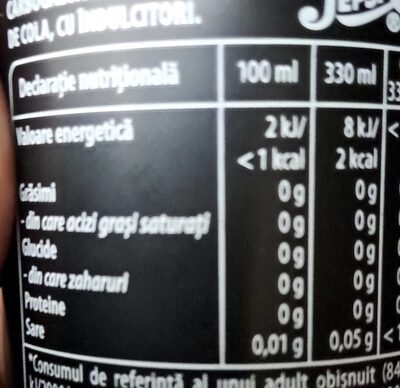 DE COLA, CU ÎNDULCITORI.
PEPSI
®
Declarație nutrițională 100 ml 330 ml
Valoare energetică 2 kJ/ 8 kJ/ <
<1 kcal 2 kcal
Grăsimi 0 g 0 g
- din care acizi grași saturați 0 g 0 g
Glucide 0 g 0 g
- din care zaharuri 0 g 0 g
Proteine 0 g 0 g
Sare 0,01 g 0,05 g <
*Consumul de referință al unui adult obișnuit (84